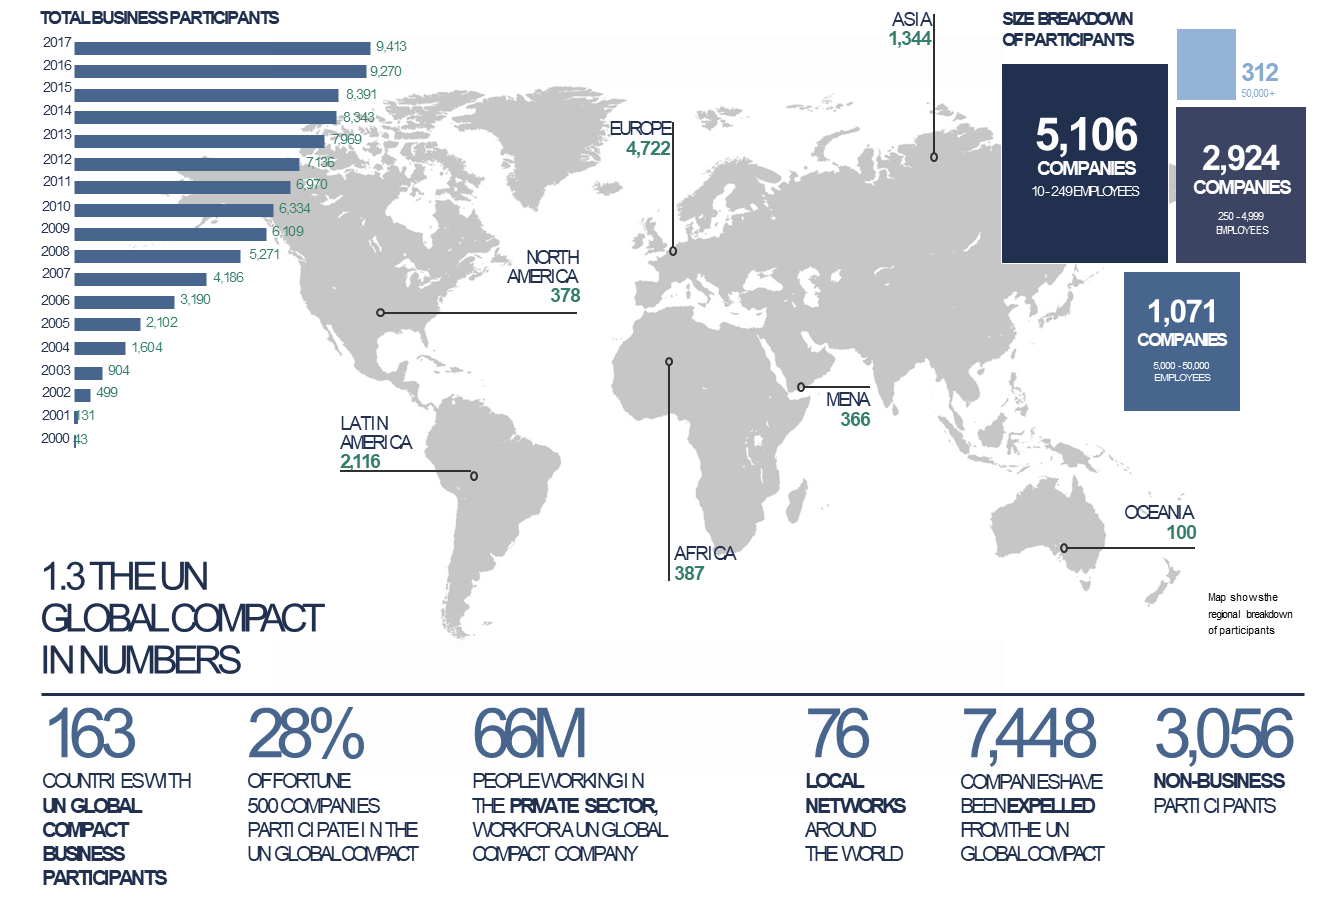 TOTAL BUSINESS PARTICIPANTS
2017 9,413
2016 9,270
2015 8,391
2014 8,343
2013 7,969
2012 7,136
2011 6,970
2010 6,334
2009 6,109
2008 5,271
2007 4,186
2006 3,190
2005 2,102
2004 1,604
2003 904
2002 499
2001 131
2000 43
ASIA
1,344
EUROPE
4,722
NORTH
AMERICA
378
MENA
366
LATIN
AMERICA
2,116
AFRICA
387
OCEANIA
100
SIZE BREAKDOWN
OF PARTICIPANTS
312
50,000+
5,106
COMPANIES
10 - 249 EMPLOYEES
2,924
COMPANIES
250 - 4,999
EMPLOYEES
1,071
COMPANIES
5,000 - 50,000
EMPLOYEES
Map shows the
regional breakdown
of participants
1.3 THE UN
GLOBAL COMPACT
IN NUMBERS
163
COUNTRIES WITH
UN GLOBAL
COMPACT
BUSINESS
PARTICIPANTS
28%
OF FORTUNE
500 COMPANIES
PARTICIPATE IN THE
UN GLOBAL COMPACT
66M
PEOPLE WORKING IN
THE PRIVATE SECTOR,
WORK FOR A UN GLOBAL
COMPACT COMPANY
76
LOCAL
NETWORKS
AROUND
THE WORLD
7,448
COMPANIES HAVE
BEEN EXPELLED
FROM THE UN
GLOBAL COMPACT
3,056
NON-BUSINESS
PARTICIPANTS